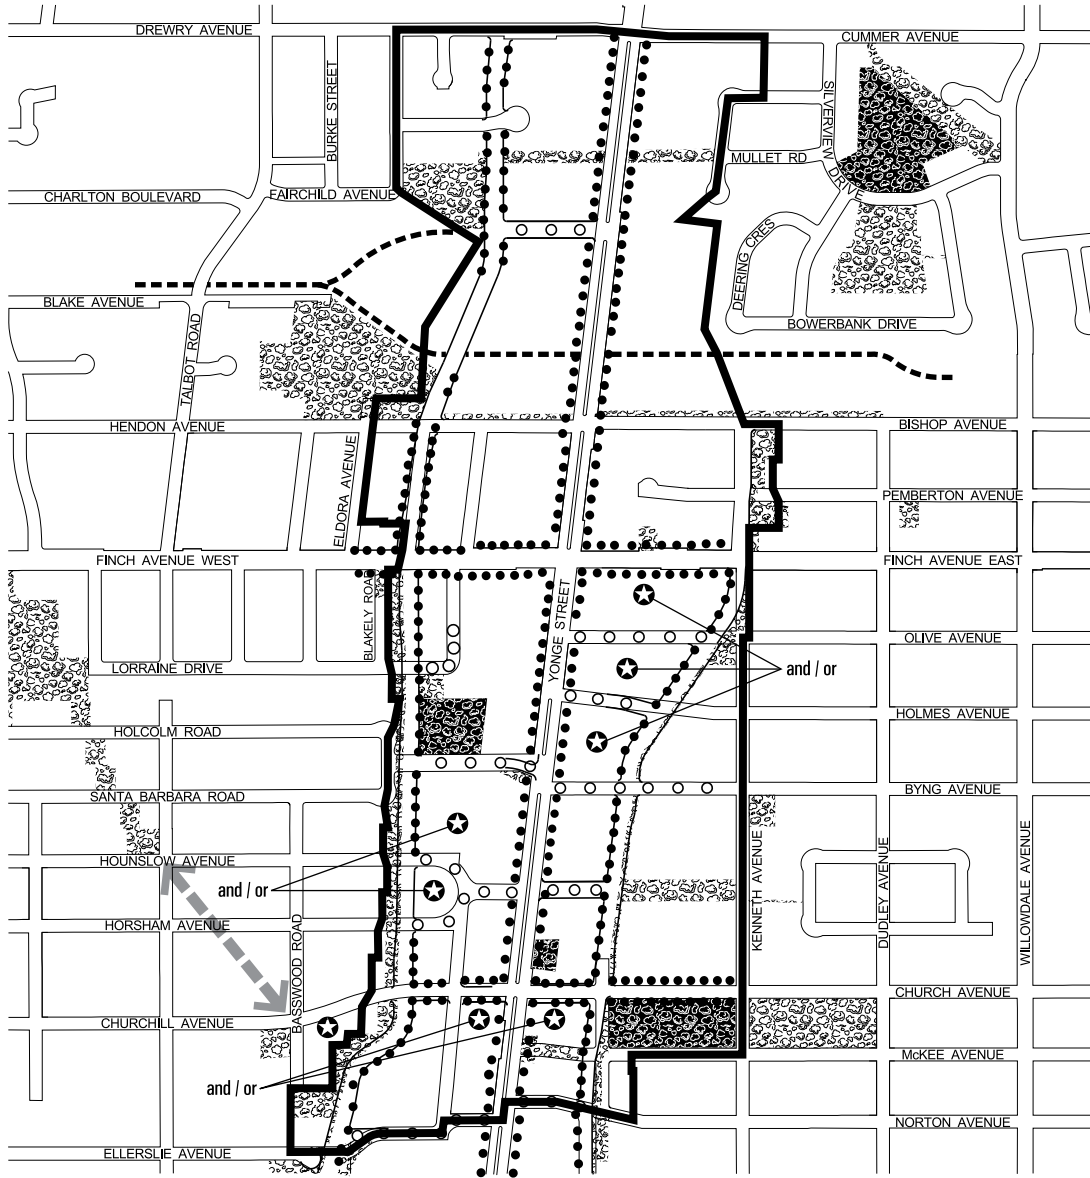 DREWRY AVENUE
CUMMER AVENUE
BURKE STREET
SILVERVIEW DRIVE
MULLET RD
CHARLTON BOULEVARD
FAIRCHILD AVENUE
DEERING CRES
BLAKE AVENUE
TALBOT ROAD
BOWERBANK DRIVE
HENDON AVENUE
BISHOP AVENUE
ELDORA AVENUE
PEMBERTON AVENUE
FINCH AVENUE WEST
FINCH AVENUE EAST
BLAKELY ROAD
YONGE STREET
OLIVE AVENUE
LORRAINE DRIVE
and / or
HOLMES AVENUE
HOLCOLM ROAD
SANTA BARBARA ROAD
BYNG AVENUE
HOUNSLOW AVENUE
and / or
KENNETH AVENUE
DUDLEY AVENUE
WILLOWDALE AVENUE
HORSHAM AVENUE
BASSWOOD ROAD
CHURCH AVENUE
CHURCHILL AVENUE
McKEE AVENUE
and / or
NORTON AVENUE
ELLERSLIE AVENUE